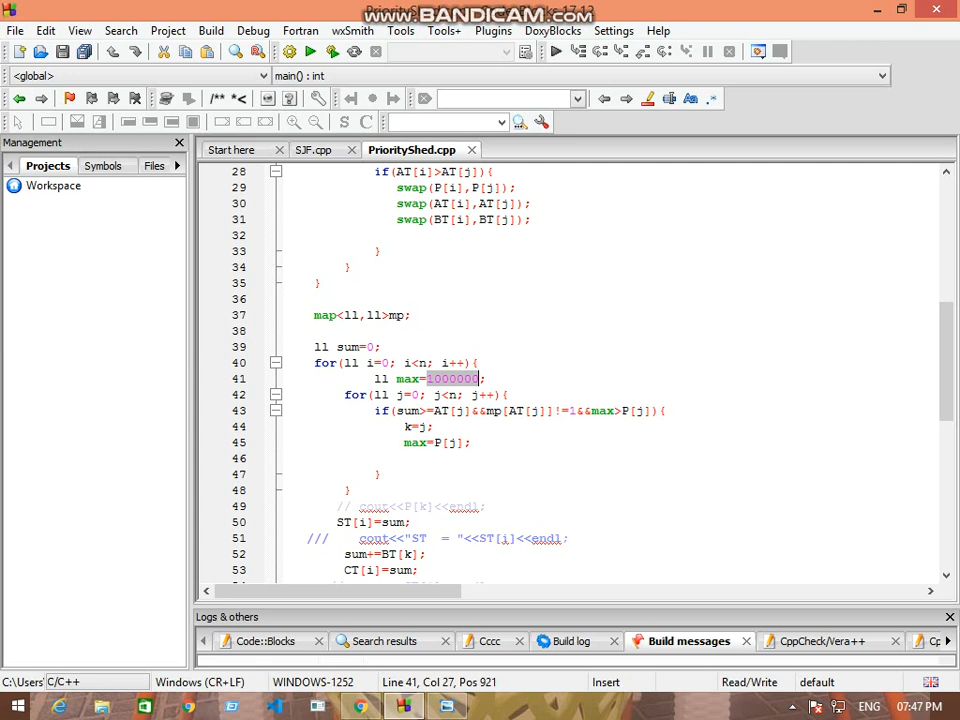 WWW.BANDICAM.COM
File Edit View Search Project Build Debug Fortran wxSmith Tools Tools+ Plugins DoxyBlocks Settings Help
<global> main() : int
/** *<
Aa .*
S C
Management
Projects Symbols Files
Workspace
Start here SJF.cpp PriorityShed.cpp
28 if(AT[i]>AT[j]){
29 swap(P[i],P[j]);
30 swap(AT[i],AT[j]);
31 swap(BT[i],BT[j]);
32
33 }
34 }
35 }
36
37 map<ll,ll>mp;
38
39 ll sum=0;
40 for(ll i=0; i<n; i++){
41 ll max=1000000;
42 for(ll j=0; j<n; j++){
43 if(sum>=AT[j]&&mp[AT[j]]!=1&&max>P[j]){
44 k=j;
45 max=P[j];
46
47 }
48 }
49 // cout<<P[k]<<endl;
50 ST[i]=sum;
51 /// cout<<"ST = "<<ST[i]<<endl;
52 sum+=BT[k];
53 CT[i]=sum;
Logs & others
Code::Blocks Search results Cccc Build log Build messages CppCheck/Vera++ Cp
C:\Users\ C/C++ Windows (CR+LF) WINDOWS-1252 Line 41, Col 27, Pos 921 Insert Read/Write default
ENG 07:47 PM